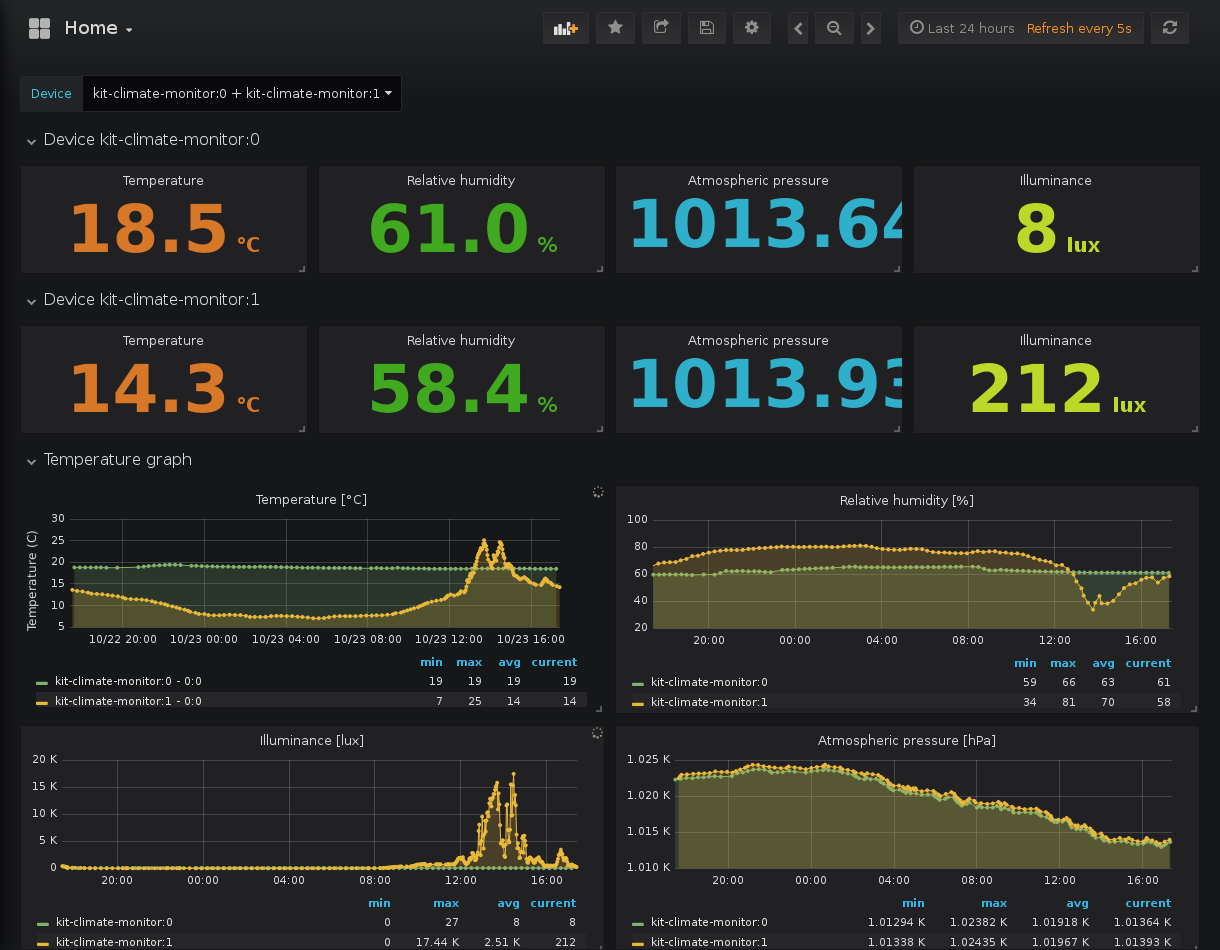 Home
Last 24 hours Refresh every 5s
Device kit-climate-monitor:0 + kit-climate-monitor:1
Device kit-climate-monitor:0
Temperature Relative humidity Atmospheric pressure Illuminance
18.5 °C 61.0 % 1013.64 8 lux
Device kit-climate-monitor:1
Temperature Relative humidity Atmospheric pressure Illuminance
14.3 °C 58.4 % 1013.93 212 lux
Temperature graph
Temperature [°C]
Temperature (C)
30
25
20
15
10
5
10/22 20:00 10/23 00:00 10/23 04:00 10/23 08:00 10/23 12:00 10/23 16:00
min max avg current
kit-climate-monitor:0 - 0:0 19 19 19 19
kit-climate-monitor:1 - 0:0 7 25 14 14
Relative humidity [%]
100
80
60
40
20
20:00 00:00 04:00 08:00 12:00 16:00
min max avg current
kit-climate-monitor:0 59 66 63 61
kit-climate-monitor:1 34 81 70 58
Illuminance [lux]
20 K
15 K
10 K
5 K
0
20:00 00:00 04:00 08:00 12:00 16:00
min max avg current
kit-climate-monitor:0 0 27 8 8
kit-climate-monitor:1 0 17.44 K 2.51 K 212
Atmospheric pressure [hPa]
1.025 K
1.020 K
1.015 K
1.010 K
20:00 00:00 04:00 08:00 12:00 16:00
min max avg current
kit-climate-monitor:0 1.01294 K 1.02382 K 1.01918 K 1.01364 K
kit-climate-monitor:1 1.01338 K 1.02435 K 1.01967 K 1.01393 K